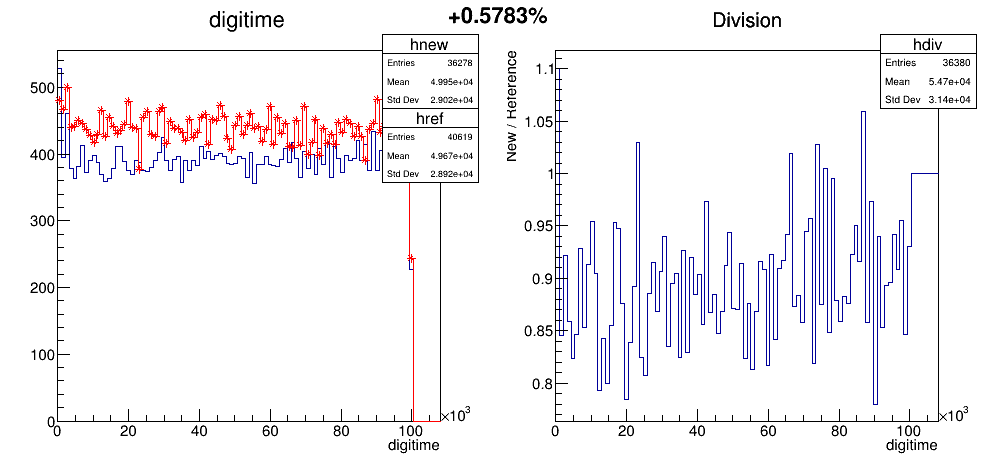 digitime
+0.5783%
Division
hnew
Entries 36278
Mean 4.995e+04
Std Dev 2.902e+04
href
Entries 40619
Mean 4.967e+04
Std Dev 2.892e+04
500
400
300
200
100
0
0 20 40 60 80 100
×10³
digitime
hdiv
Entries 36380
Mean 5.47e+04
Std Dev 3.14e+04
New / Reference
1.1
1.05
1
0.95
0.9
0.85
0.8
0 20 40 60 80 100
×10³
digitime